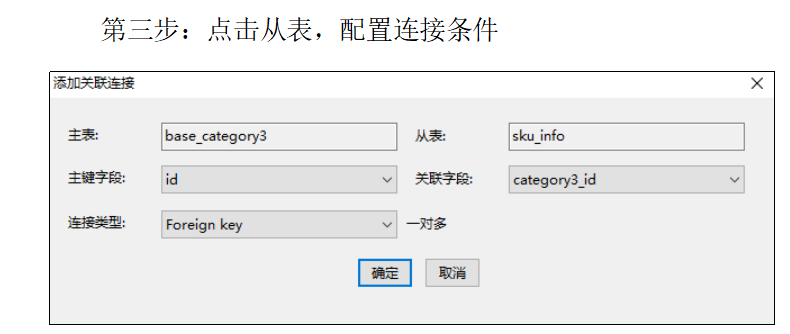 第三步：点击从表，配置连接条件
添加关联连接
主表: base_category3 从表: sku_info
主键字段: id 关联字段: category3_id
连接类型: Foreign key 一对多
确定 取消